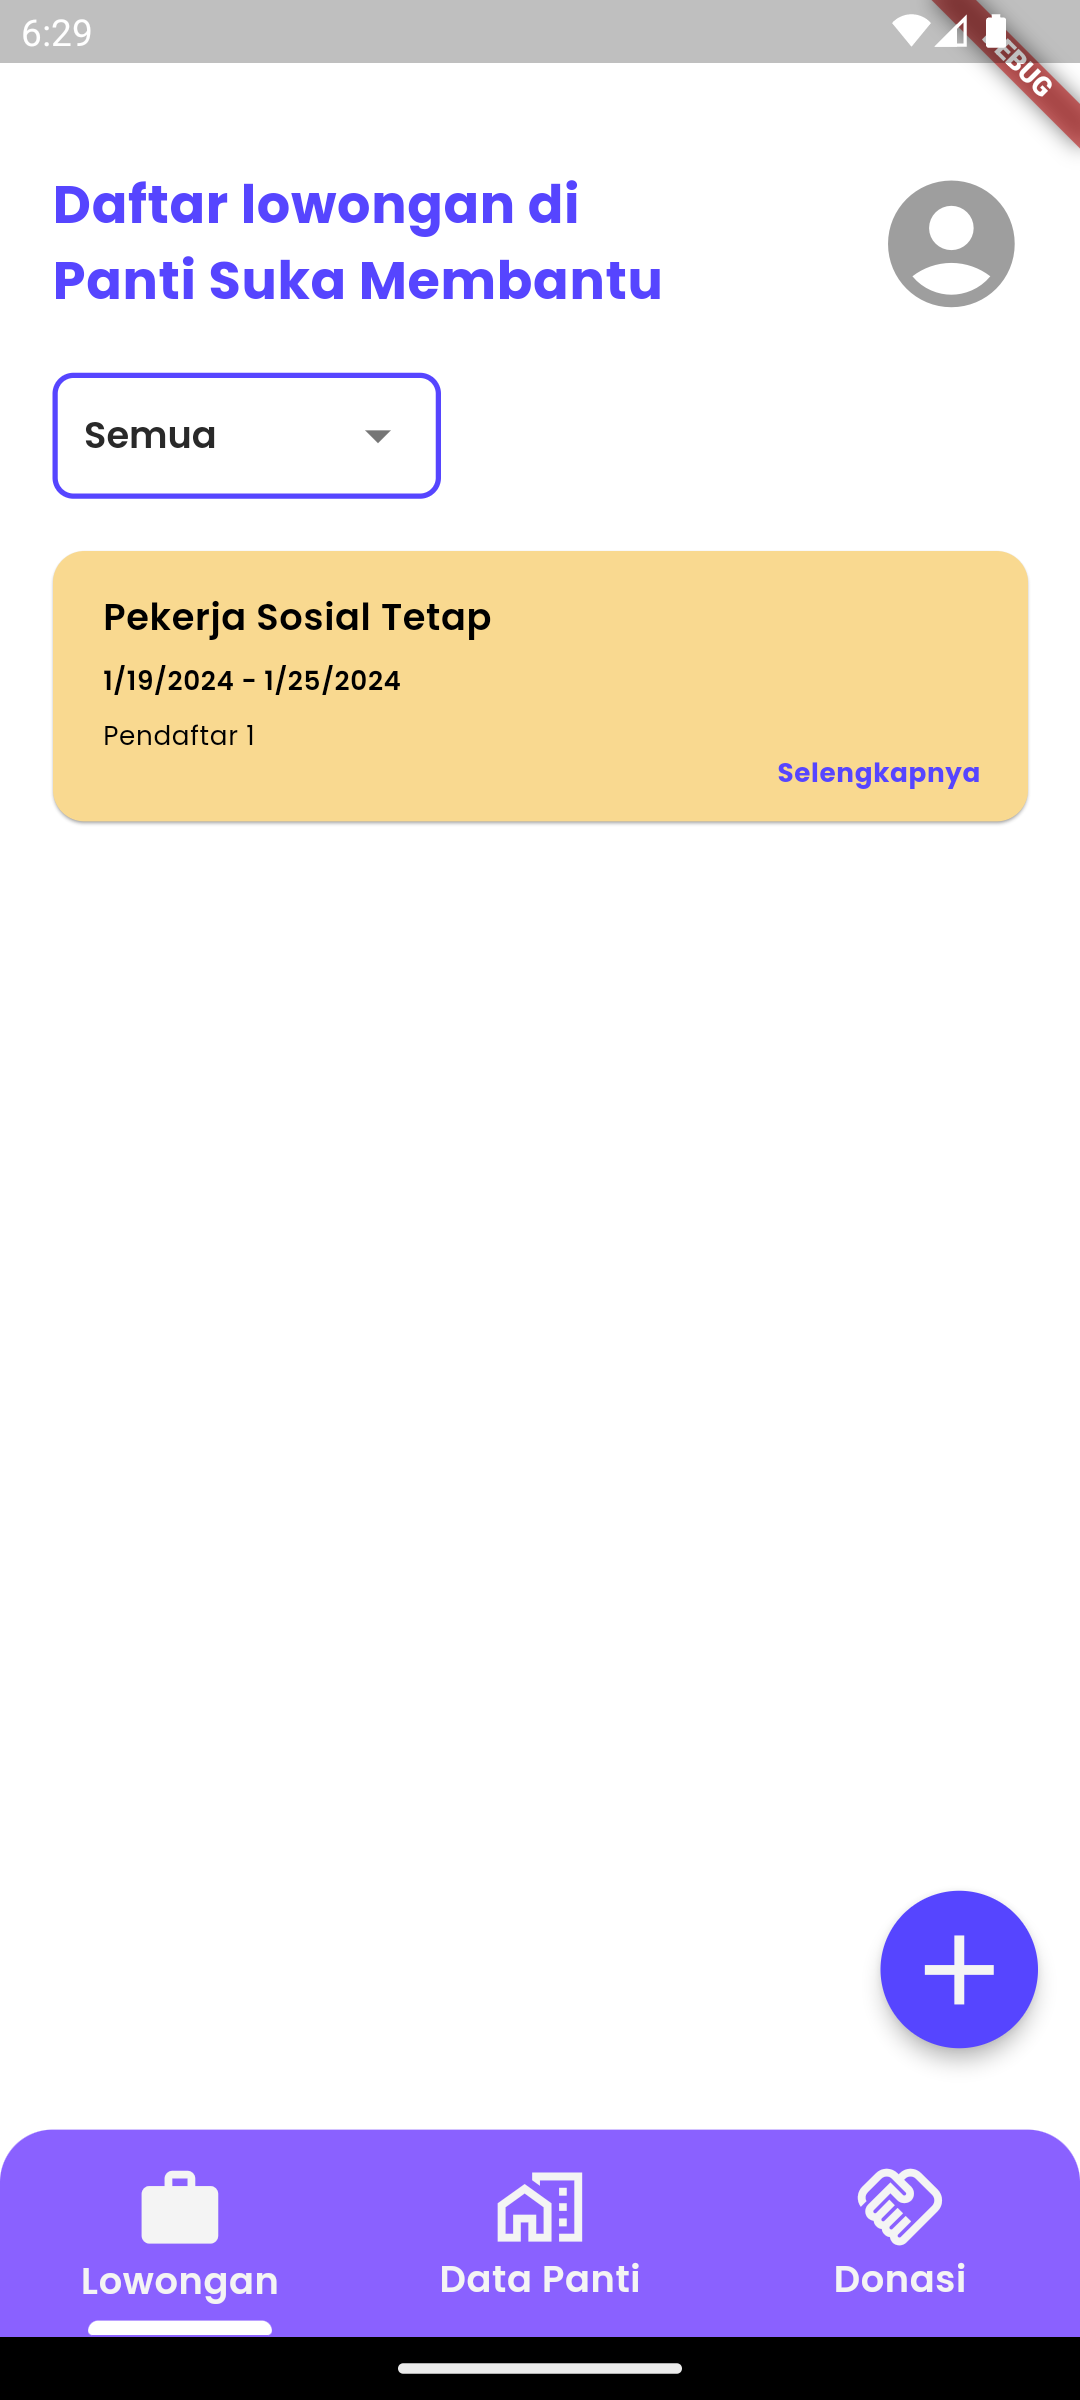 6:29
DEBUG
Daftar lowongan di
Panti Suka Membantu
Semua
Pekerja Sosial Tetap
1/19/2024 - 1/25/2024
Pendaftar 1
Selengkapnya
Lowongan
Data Panti
Donasi